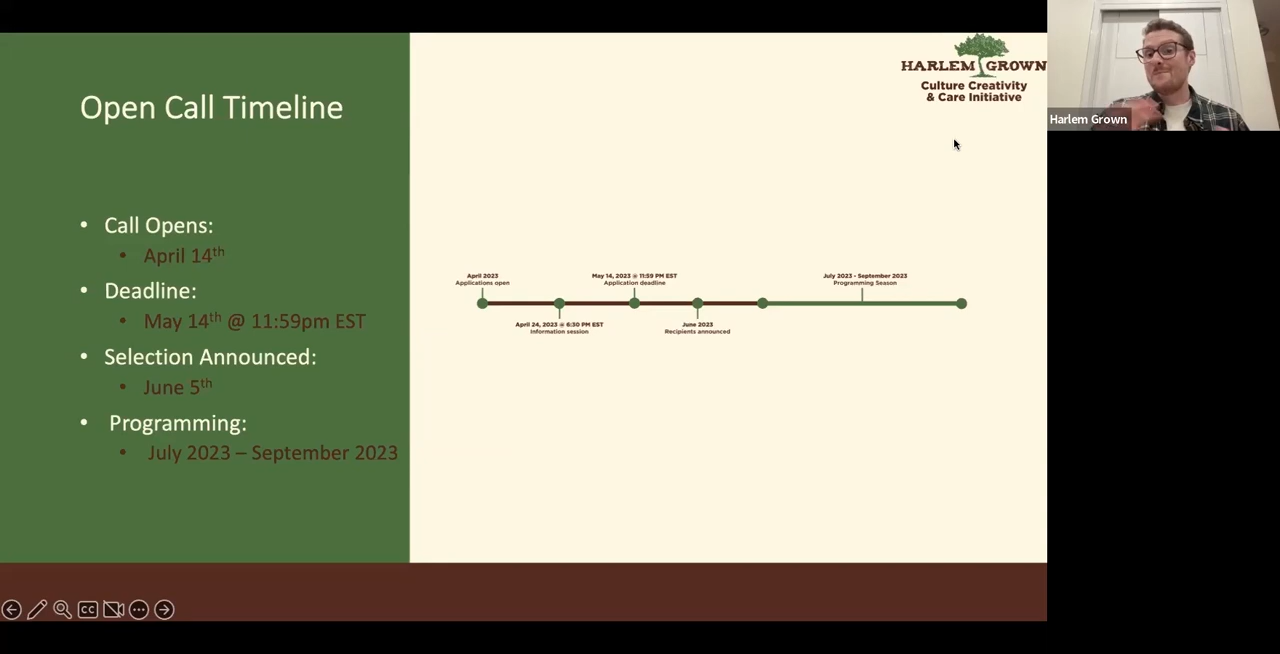 Open Call Timeline
• Call Opens:
• April 14th
• Deadline:
• May 14th @ 11:59pm EST
• Selection Announced:
• June 5th
• Programming:
• July 2023 – September 2023
HARLEM GROWN
Culture Creativity
& Care Initiative
April 2023
Applications open
May 14, 2023 @ 11:59 PM EST
Application deadline
July 2023 - September 2023
Programming Season
April 24, 2023 @ 6:30 PM EST
Information session
June 2023
Recipients announced
Harlem Grown
CC